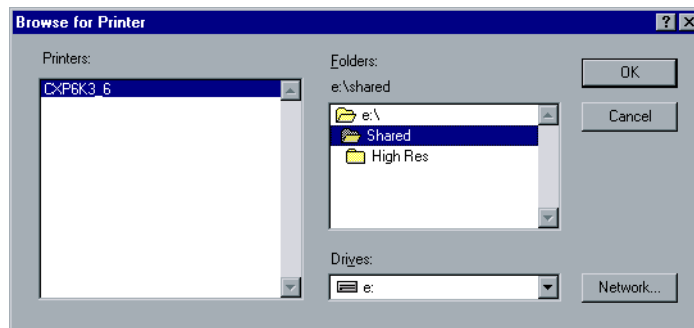 Browse for Printer
Printers:
CXP6K3_6
Folders:
e:\shared
e:\
Shared
High Res
Drives:
e:
OK
Cancel
Network...